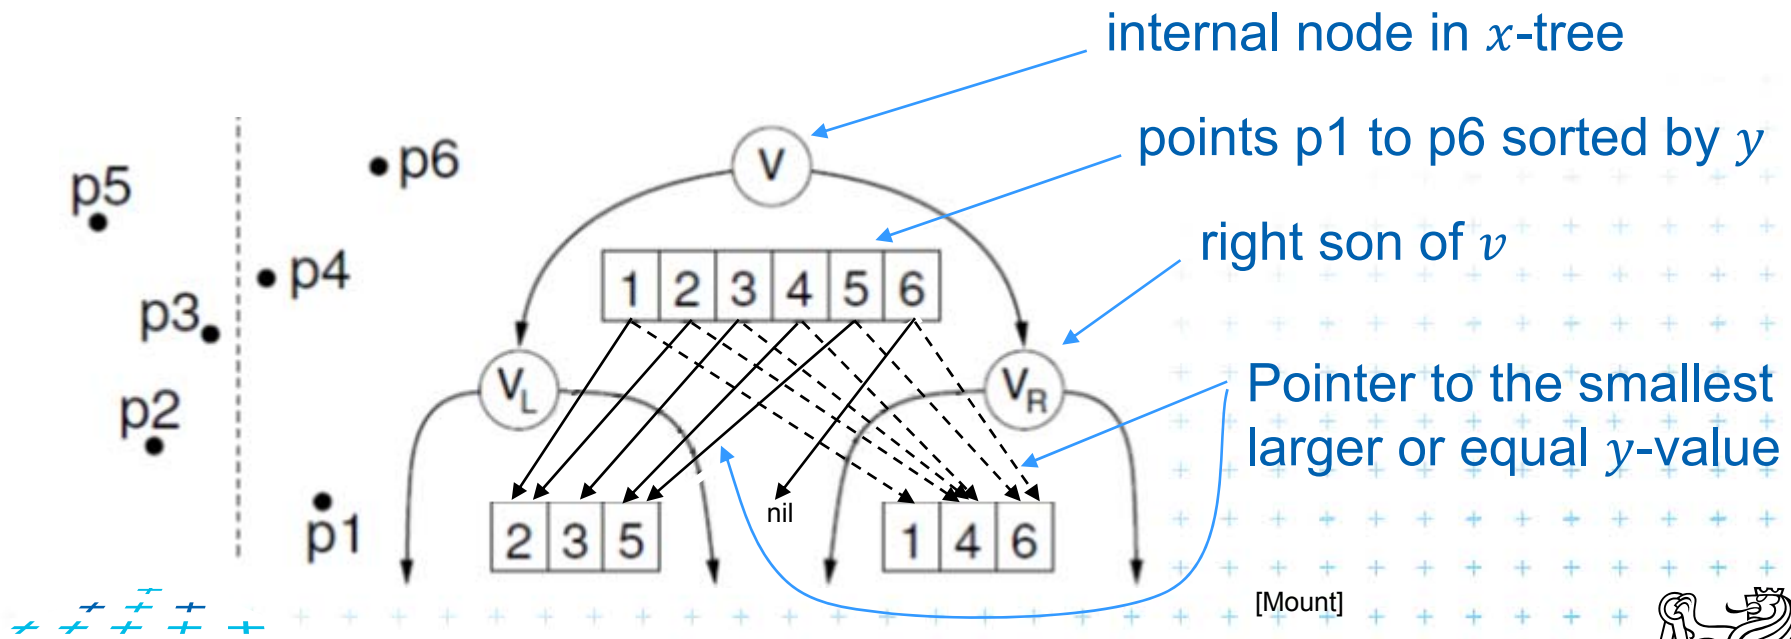 internal node in x-tree
points p1 to p6 sorted by y
right son of v
Pointer to the smallest
larger or equal y-value
p5
p6
p4
p3
p2
p1
V
1 2 3 4 5 6
VL
VR
nil
2 3 5
1 4 6
[Mount]